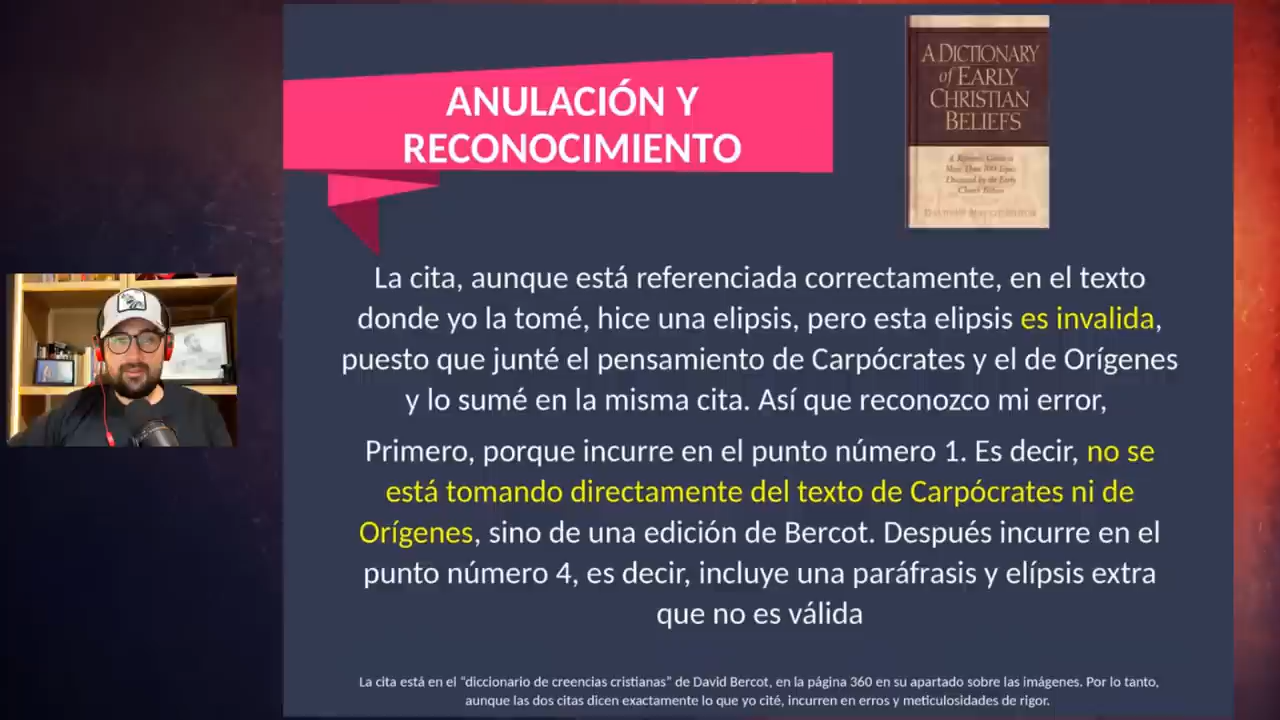 A DICTIONARY
of EARLY
CHRISTIAN
BELIEFS
ANULACIÓN Y
RECONOCIMIENTO
La cita, aunque está referenciada correctamente, en el texto
donde yo la tomé, hice una elipsis, pero esta elipsis es invalida,
puesto que junté el pensamiento de Carpócrates y el de Orígenes
y lo sumé en la misma cita. Así que reconozco mi error,
Primero, porque incurre en el punto número 1. Es decir, no se
está tomando directamente del texto de Carpócrates ni de
Orígenes, sino de una edición de Bercot. Después incurre en el
punto número 4, es decir, incluye una paráfrasis y elípsis extra
que no es válida
La cita está en el “diccionario de creencias cristianas” de David Bercot, en la página 360 en su apartado sobre las imágenes. Por lo tanto,
aunque las dos citas dicen exactamente lo que yo cité, incurren en erros y meticulosidades de rigor.